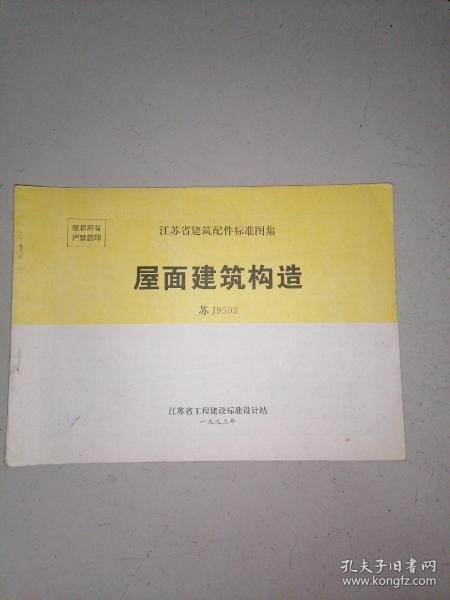 版权所有
严禁翻印
江苏省建筑配件标准图集
屋面建筑构造
苏J9503
江苏省工程建设标准设计站
一九九五年
孔夫子旧书网
www.kongfz.com